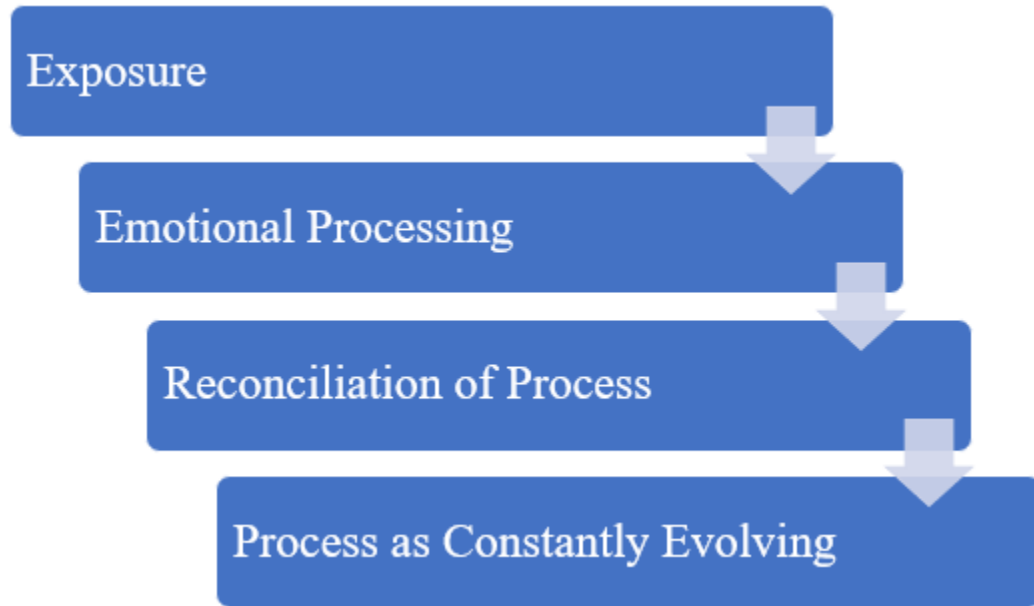 Exposure
Emotional Processing
Reconciliation of Process
Process as Constantly Evolving